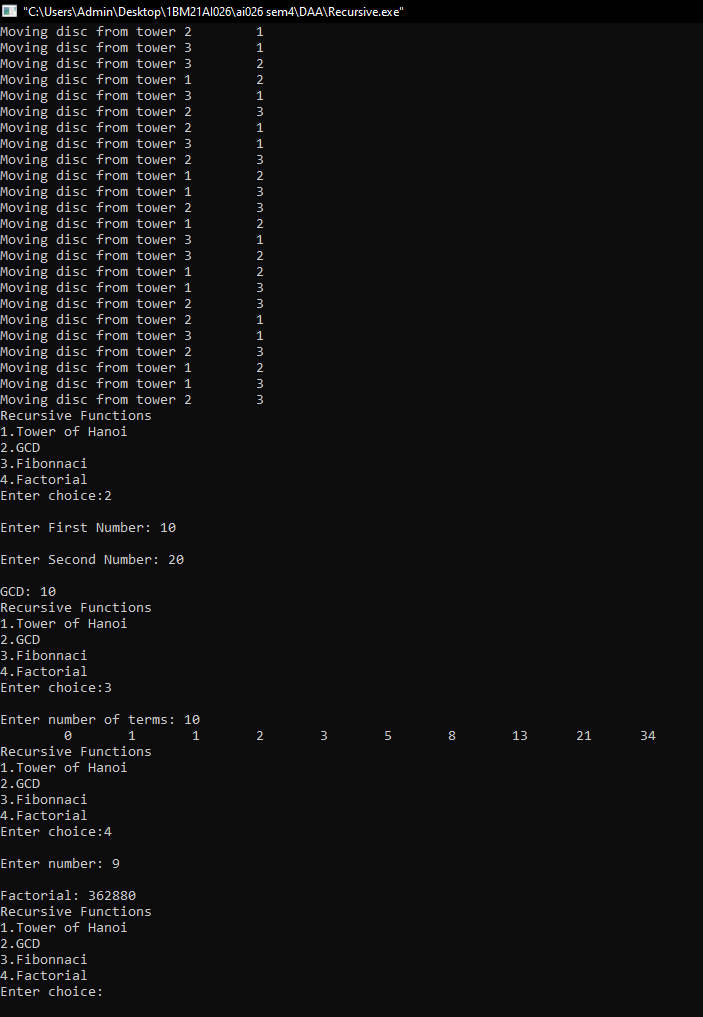 "C:\Users\Admin\Desktop\1BM21AI026\ai026 sem4\DAA\Recursive.exe"
Moving disc from tower 2        1
Moving disc from tower 3        1
Moving disc from tower 3        2
Moving disc from tower 1        2
Moving disc from tower 3        1
Moving disc from tower 2        3
Moving disc from tower 2        1
Moving disc from tower 3        1
Moving disc from tower 2        3
Moving disc from tower 1        2
Moving disc from tower 1        3
Moving disc from tower 2        3
Moving disc from tower 1        2
Moving disc from tower 3        1
Moving disc from tower 3        2
Moving disc from tower 1        2
Moving disc from tower 1        3
Moving disc from tower 2        3
Moving disc from tower 2        1
Moving disc from tower 3        1
Moving disc from tower 2        3
Moving disc from tower 1        2
Moving disc from tower 1        3
Moving disc from tower 2        3
Recursive Functions
1.Tower of Hanoi
2.GCD
3.Fibonnaci
4.Factorial
Enter choice:2
Enter First Number: 10
Enter Second Number: 20
GCD: 10
Recursive Functions
1.Tower of Hanoi
2.GCD
3.Fibonnaci
4.Factorial
Enter choice:3
Enter number of terms: 10
0       1       1       2       3       5       8       13      21      34
Recursive Functions
1.Tower of Hanoi
2.GCD
3.Fibonnaci
4.Factorial
Enter choice:4
Enter number: 9
Factorial: 362880
Recursive Functions
1.Tower of Hanoi
2.GCD
3.Fibonnaci
4.Factorial
Enter choice: